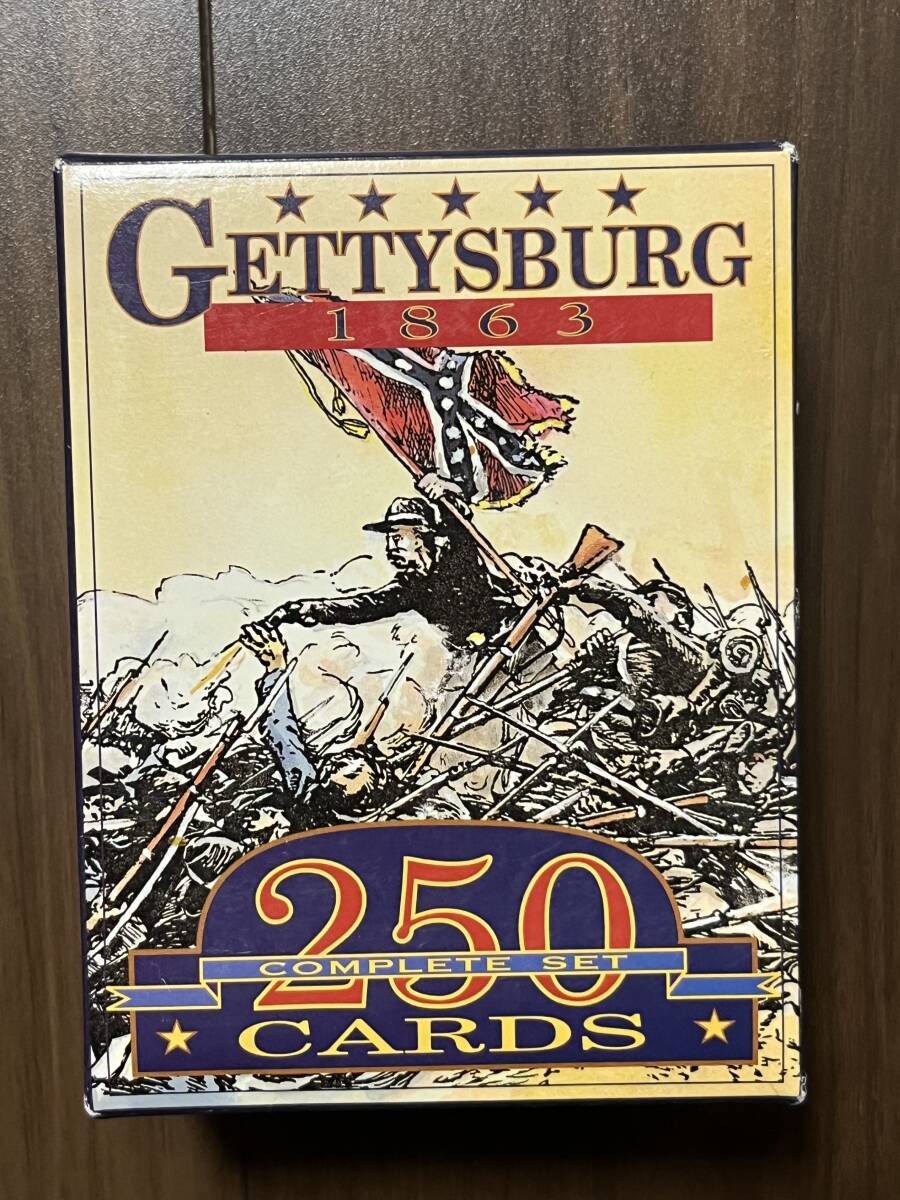 GETTYSBURG
1863
250
COMPLETE SET
CARDS